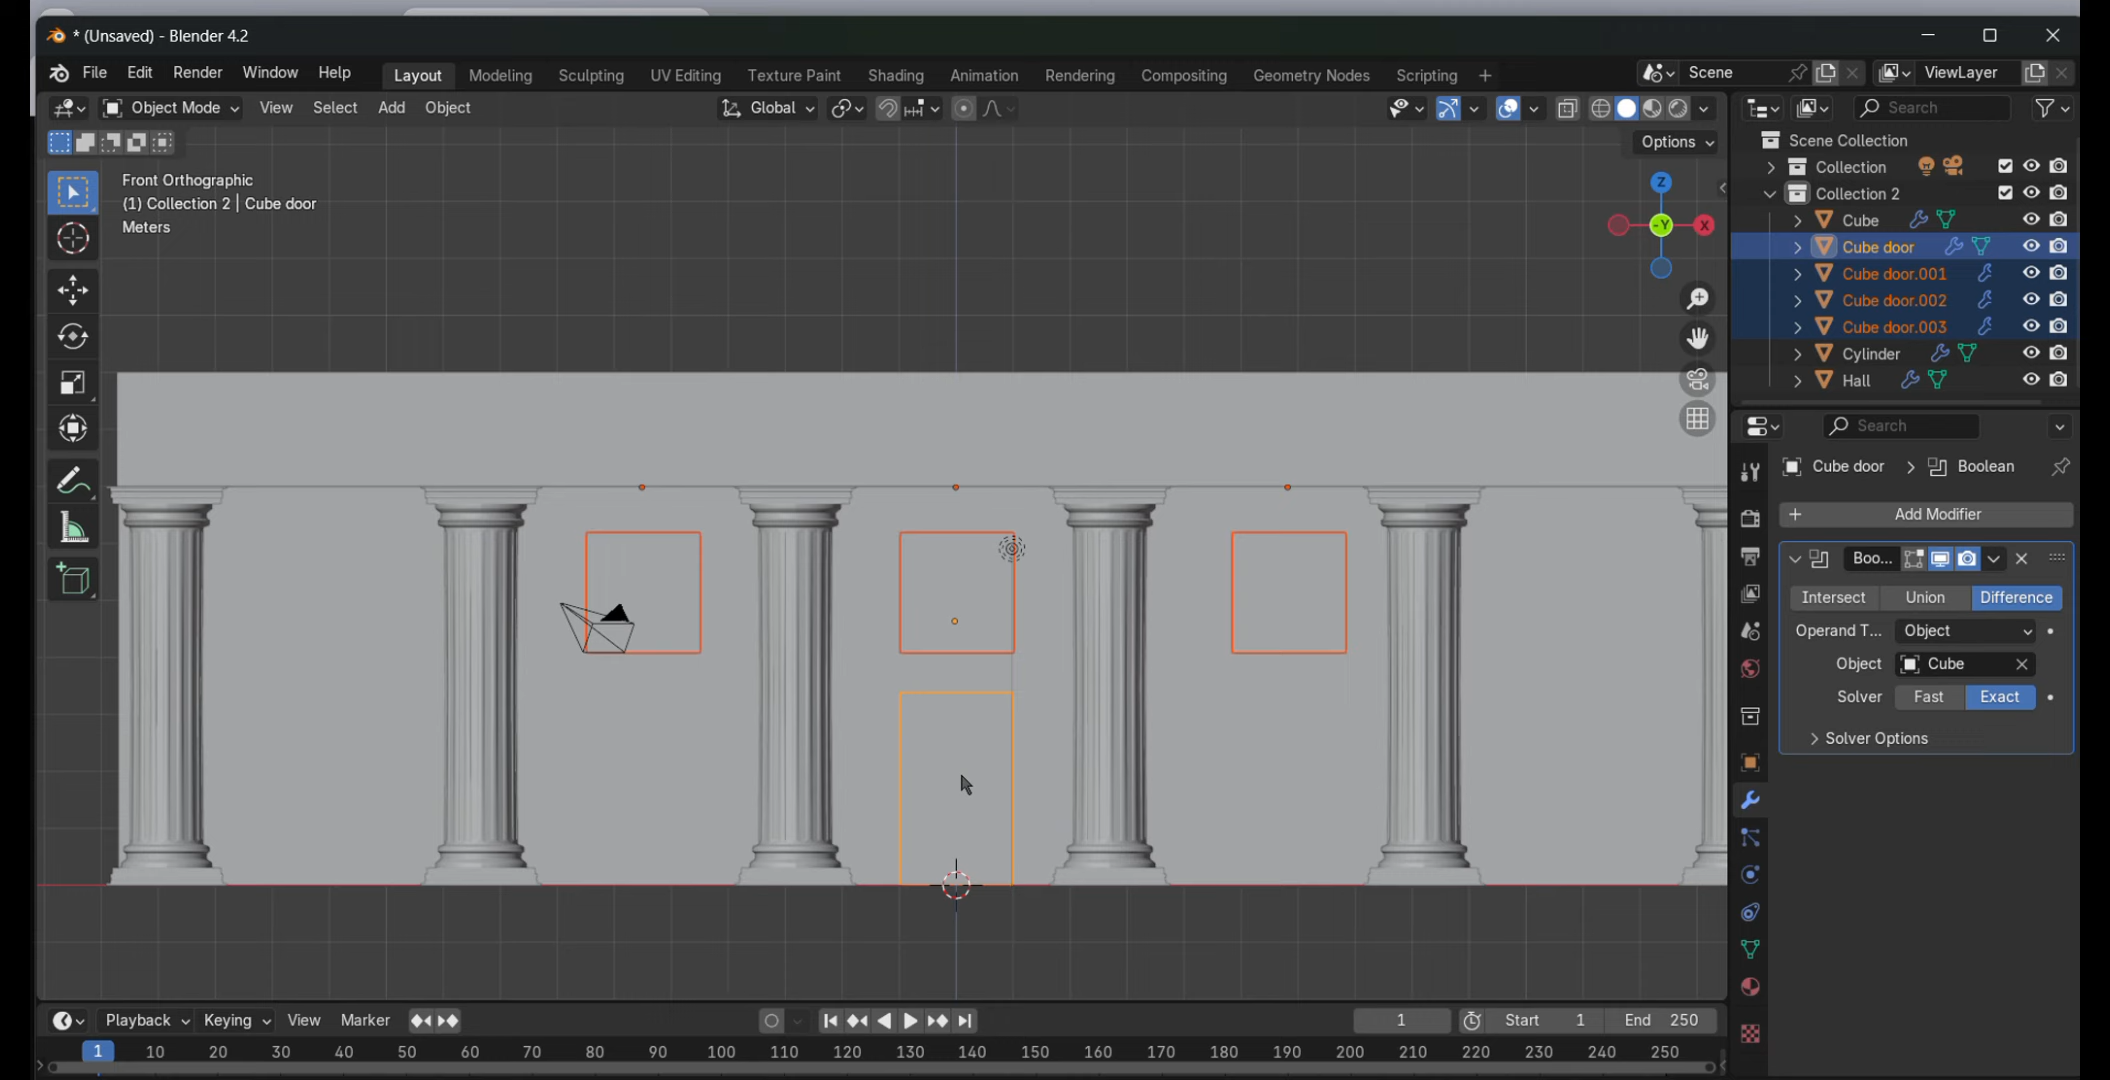 * (Unsaved) - Blender 4.2
File Edit Render Window Help Layout Modeling Sculpting UV Editing Texture Paint Shading Animation Rendering Compositing Geometry Nodes Scripting + Scene ViewLayer
Object Mode View Select Add Object Global Search
Options
Front Orthographic
(1) Collection 2 | Cube door
Meters
Z
-Y
X
Scene Collection
Collection
Collection 2
Cube
Cube door
Cube door.001
Cube door.002
Cube door.003
Cylinder
Hall
Search
Cube door > Boolean
+ Add Modifier
Boo...
Intersect Union Difference
Operand T... Object
Object Cube
Solver Fast Exact
Solver Options
Playback Keying View Marker 1 Start 1 End 250
1 10 20 30 40 50 60 70 80 90 100 110 120 130 140 150 160 170 180 190 200 210 220 230 240 250